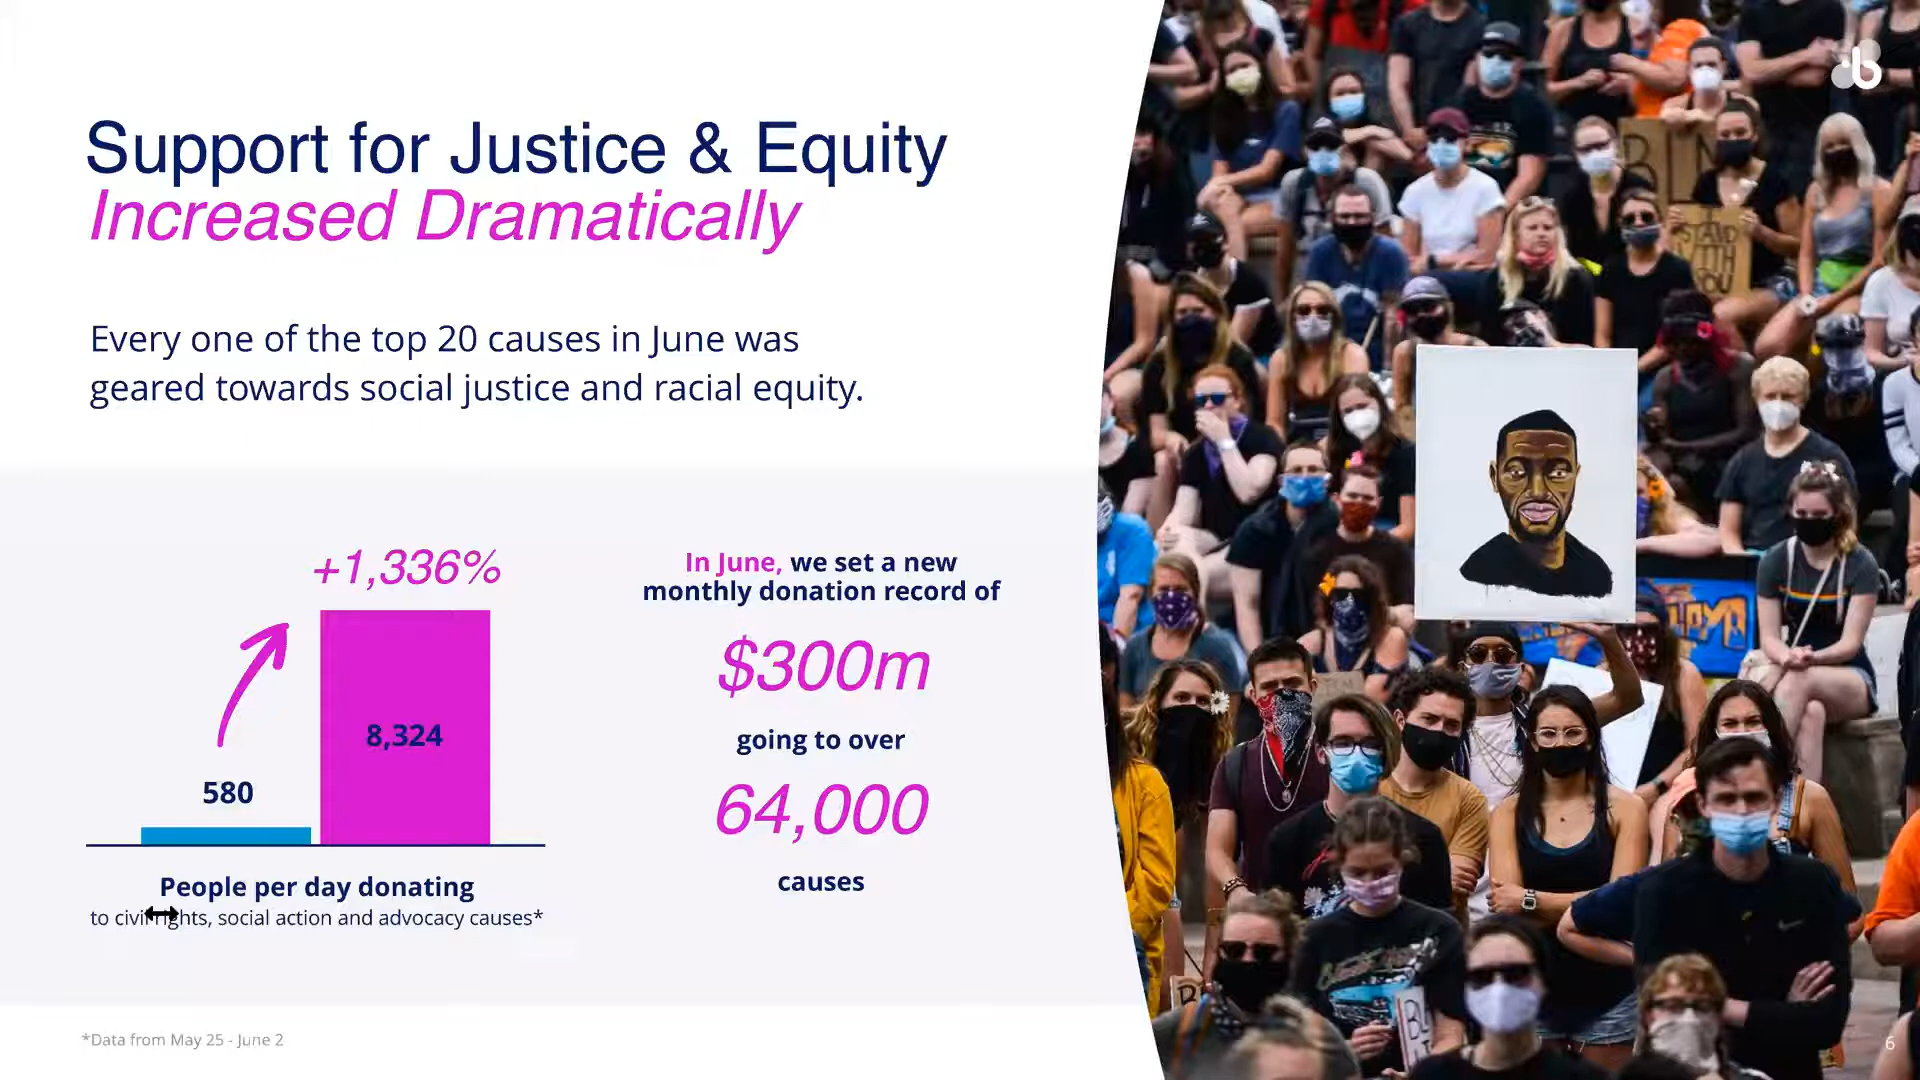 Support for Justice & Equity
Increased Dramatically
Every one of the top 20 causes in June was
geared towards social justice and racial equity.
+1,336%
8,324
580
People per day donating
to civil rights, social action and advocacy causes*
In June, we set a new
monthly donation record of
$300m
going to over
64,000
causes
*Data from May 25 - June 2
b
I
STAND
WITH
YOU
6